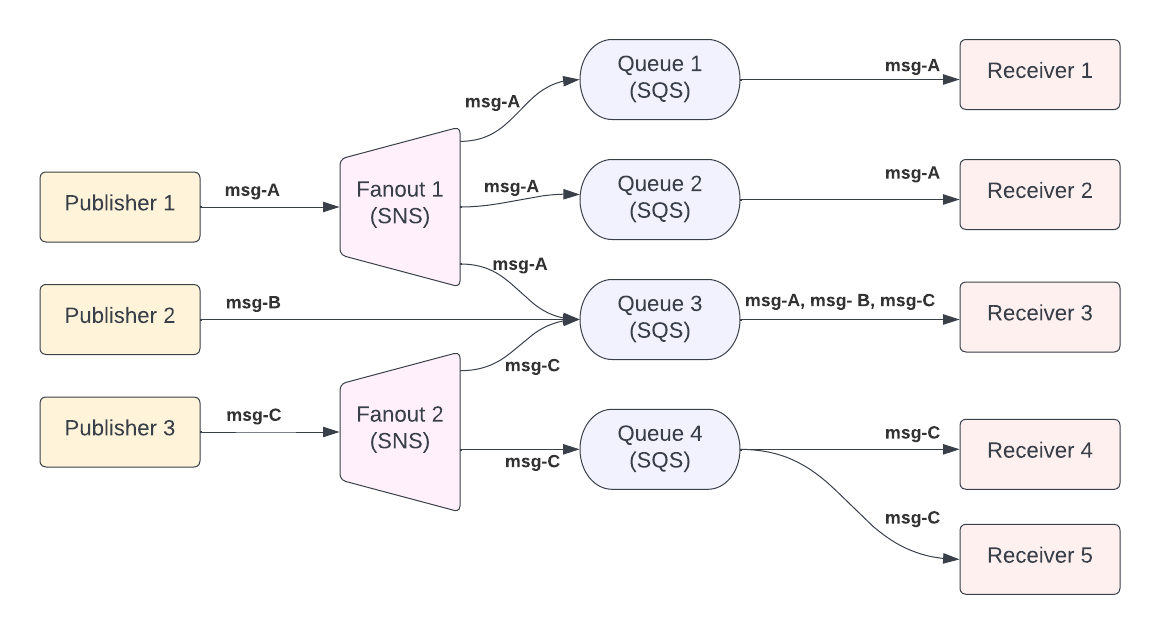 Publisher 1
msg-A
Fanout 1
(SNS)
msg-A
Queue 1
(SQS)
msg-A
Receiver 1
msg-A
Queue 2
(SQS)
msg-A
Receiver 2
msg-A
Publisher 2
msg-B
Queue 3
(SQS)
msg-A, msg- B, msg-C
Receiver 3
Publisher 3
msg-C
Fanout 2
(SNS)
msg-C
msg-C
Queue 4
(SQS)
msg-C
Receiver 4
msg-C
Receiver 5